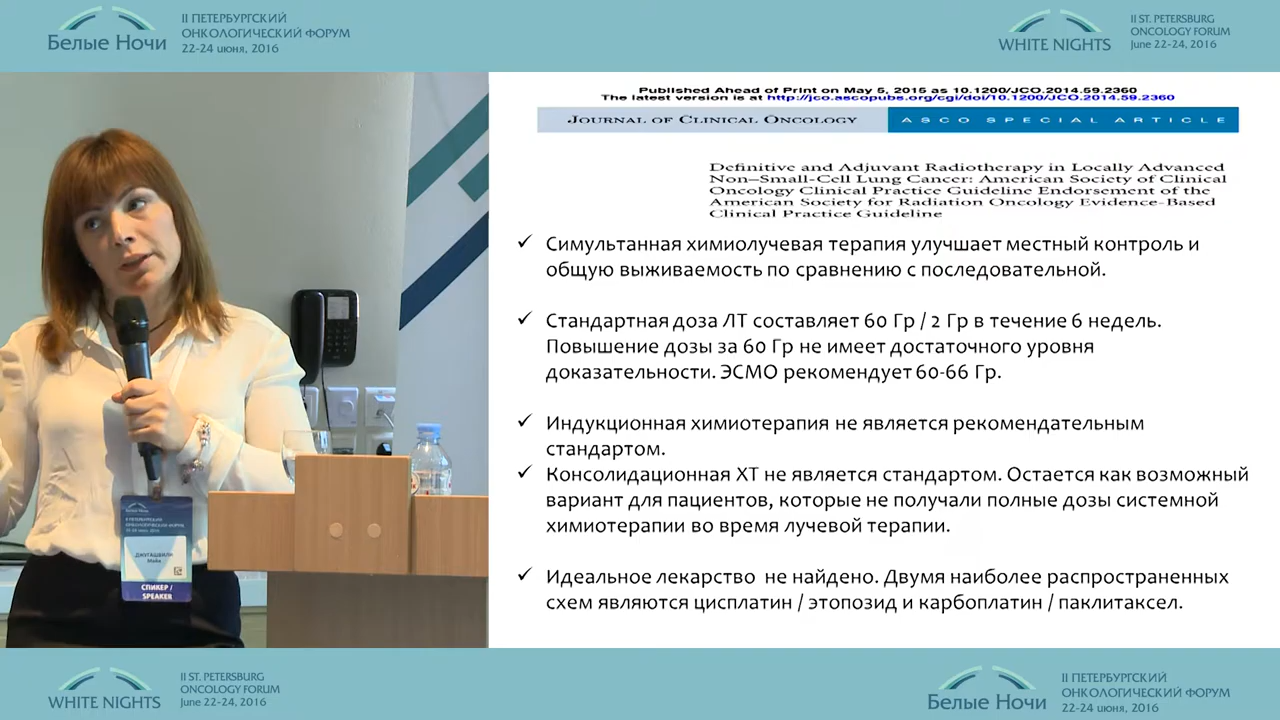 Белые Ночи
II ПЕТЕРБУРГСКИЙ
ОНКОЛОГИЧЕСКИЙ ФОРУМ
22-24 июня, 2016
WHITE NIGHTS
II ST. PETERSBURG
ONCOLOGY FORUM
June 22-24, 2016
Published Ahead of Print on May 5, 2015 as 10.1200/JCO.2014.59.2360
The latest version is at http://jco.ascopubs.org/cgi/doi/10.1200/JCO.2014.59.2360
JOURNAL OF CLINICAL ONCOLOGY
ASCO SPECIAL ARTICLE
Definitive and Adjuvant Radiotherapy in Locally Advanced
Non–Small-Cell Lung Cancer: American Society of Clinical
Oncology Clinical Practice Guideline Endorsement of the
American Society for Radiation Oncology Evidence-Based
Clinical Practice Guideline
✓ Симультанная химиолучевая терапия улучшает местный контроль и
общую выживаемость по сравнению с последовательной.
✓ Стандартная доза ЛТ составляет 60 Гр / 2 Гр в течение 6 недель.
Повышение дозы за 60 Гр не имеет достаточного уровня
доказательности. ЭСМО рекомендует 60-66 Гр.
✓ Индукционная химиотерапия не является рекомендательным
стандартом.
✓ Консолидационная ХТ не является стандартом. Остается как возможный
вариант для пациентов, которые не получали полные дозы системной
химиотерапии во время лучевой терапии.
✓ Идеальное лекарство не найдено. Двумя наиболее распространенных
схем являются цисплатин / этопозид и карбоплатин / паклитаксел.
II ПЕТЕРБУРГСКИЙ
ОНКОЛОГИЧЕСКИЙ ФОРУМ
ДЖУГАШВИЛИ
Майя
СПИКЕР /
SPEAKER
WHITE NIGHTS
II ST. PETERSBURG
ONCOLOGY FORUM
June 22-24, 2016
Белые Ночи
II ПЕТЕРБУРГСКИЙ
ОНКОЛОГИЧЕСКИЙ ФОРУМ
22-24 июня, 2016